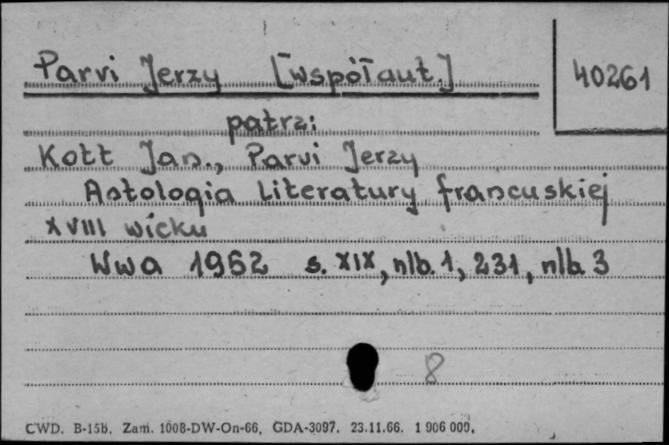 Parvi Jerzy [współaut.]
40261
patrz:
Kott Jan., Parvi Jerzy
Antologia literatury francuskiej
XVIII wieku
Wwa 1962 s. XIX, nlb. 1, 231, nlb. 3
8
CWD. B-15b. Zam. 1008-DW-On-66. GDA-3097. 23.11.66. 1 906 000.